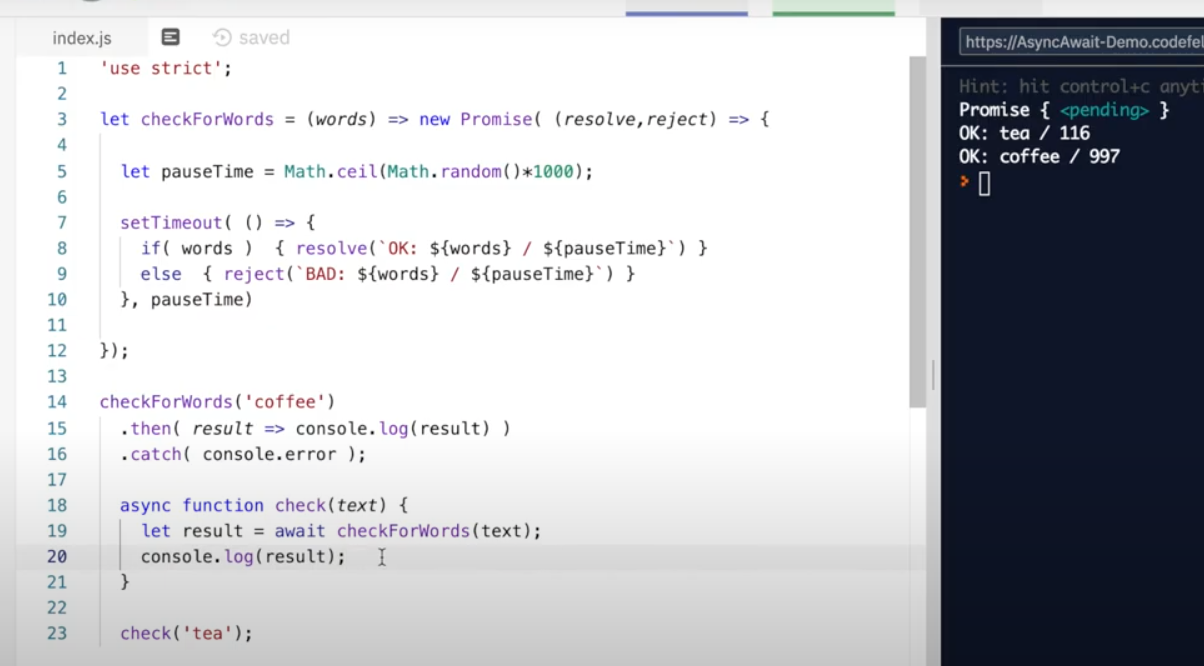 index.js
saved
1 'use strict';
2
3 let checkForWords = (words) => new Promise( (resolve,reject) => {
4
5 let pauseTime = Math.ceil(Math.random()*1000);
6
7 setTimeout( () => {
8 if( words ) { resolve(`OK: ${words} / ${pauseTime}`) }
9 else { reject(`BAD: ${words} / ${pauseTime}`) }
10 }, pauseTime)
11
12 });
13
14 checkForWords('coffee')
15 .then( result => console.log(result) )
16 .catch( console.error );
17
18 async function check(text) {
19 let result = await checkForWords(text);
20 console.log(result);
21 }
22
23 check('tea');
https://AsyncAwait-Demo.codefel
Hint: hit control+c anyti
Promise { <pending> }
OK: tea / 116
OK: coffee / 997